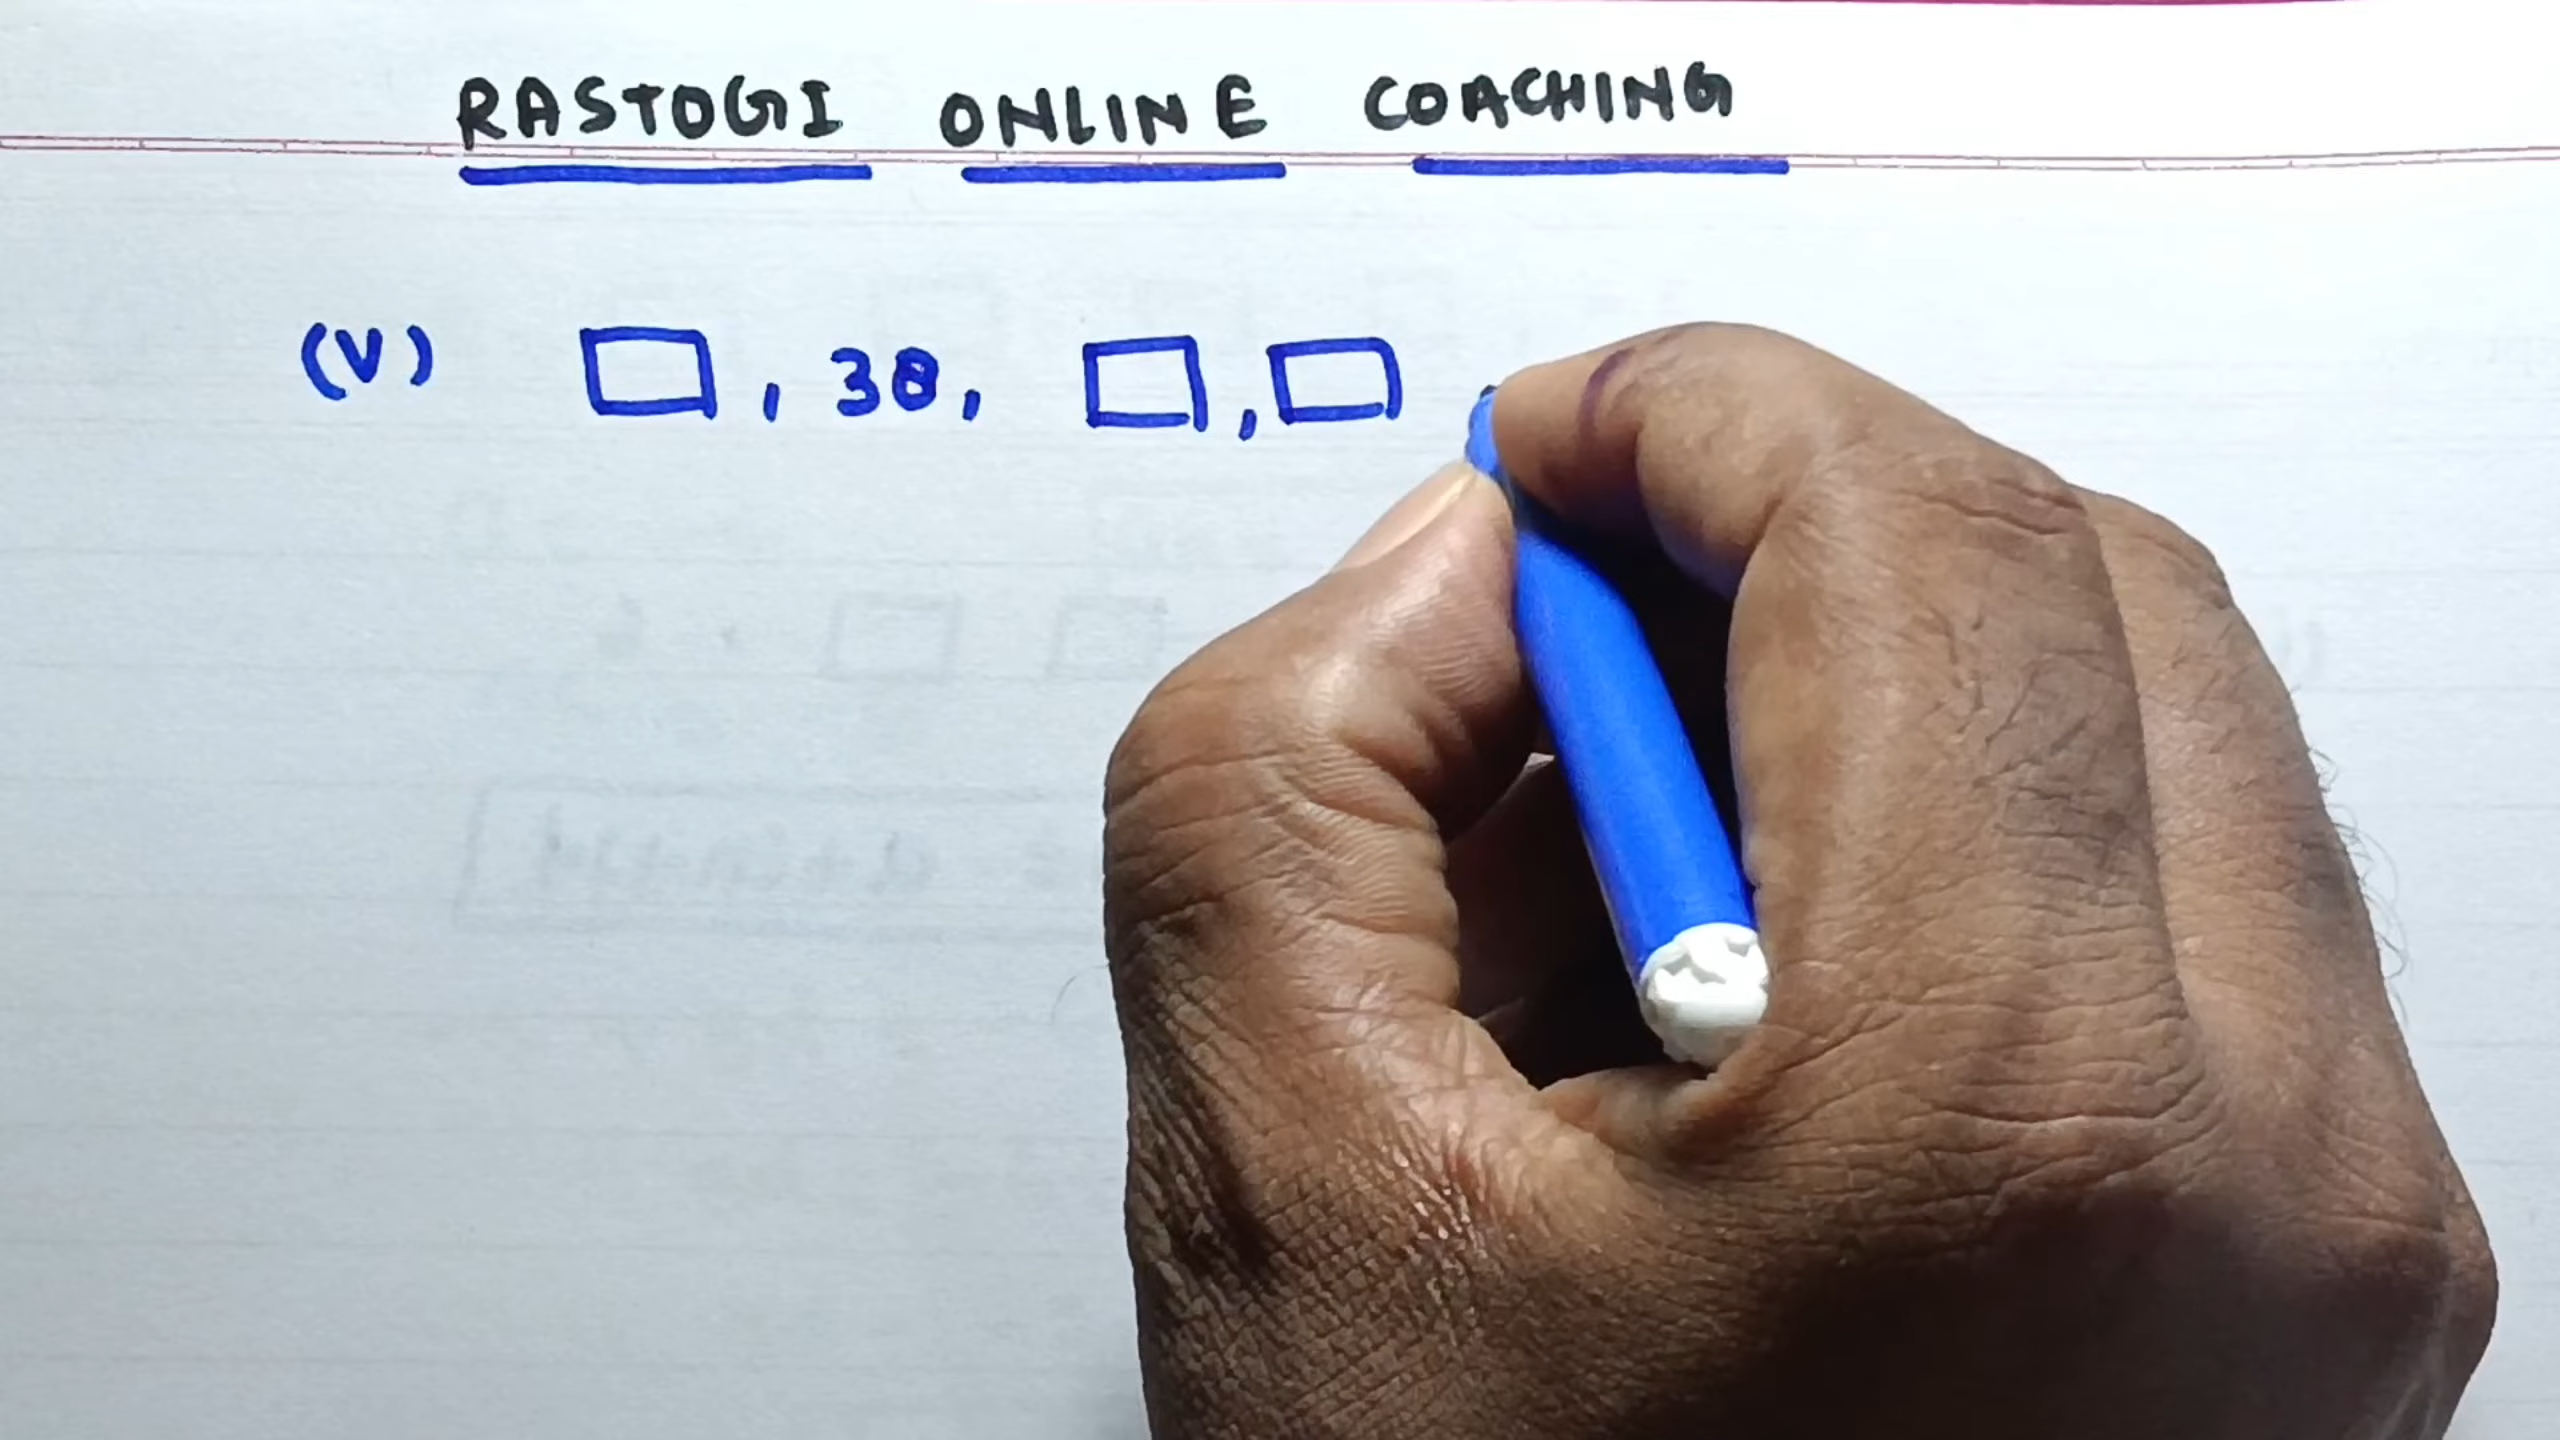 RASTOGI ONLINE COACHING
(V) □, 38, □, □